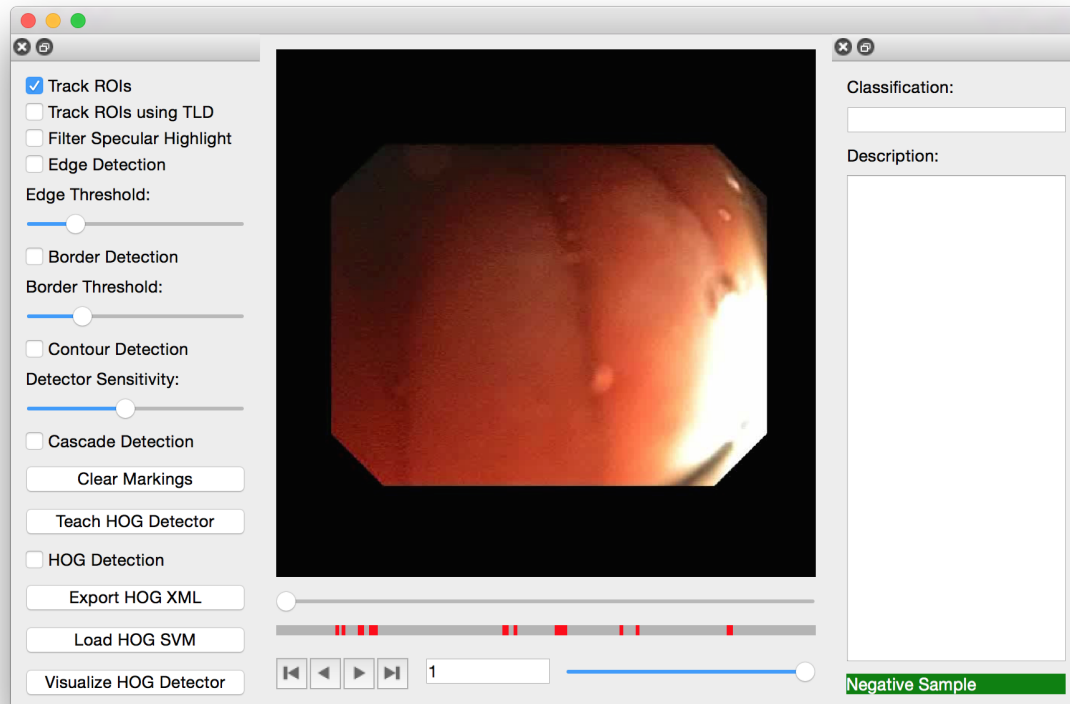 Track ROIs
Track ROIs using TLD
Filter Specular Highlight
Edge Detection
Edge Threshold:
Border Detection
Border Threshold:
Contour Detection
Detector Sensitivity:
Cascade Detection
Clear Markings
Teach HOG Detector
HOG Detection
Export HOG XML
Load HOG SVM
Visualize HOG Detector
1
Classification:
Description:
Negative Sample